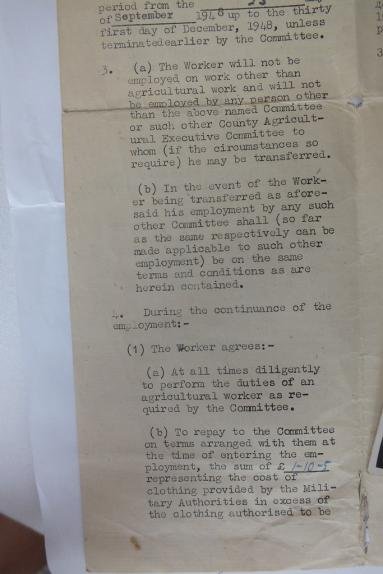 period from the 23
of September 1948 up to the thirty
first day of December, 1948, unless
terminatedearlier by the Committee.
3. (a) The Worker will not be
employed on work other than
agricultural work and will not
be employed by any person other
than the above named Committee
or such other County Agricult-
ural Executive Committee to
whom (if the circumstances so
require) he may be transferred.
(b) In the event of the Work-
er being transferred as afore-
said his employment by any such
other Committee shall (so far
as the same respectively can be
made applicable to such other
employment) be on the same
terms and conditions as are
herein contained.
4. During the continuance of the
employment:-
(1) The Worker agrees:-
(a) At all times diligently
to perform the duties of an
agricultural worker as re-
quired by the Committee.
(b) To repay to the Committee
on terms arranged with them at
the time of entering the em-
ployment, the sum of £ 1-10-5
representing the cost of
clothing provided by the Mili-
tary Authorities in excess of
the clothing authorised to be